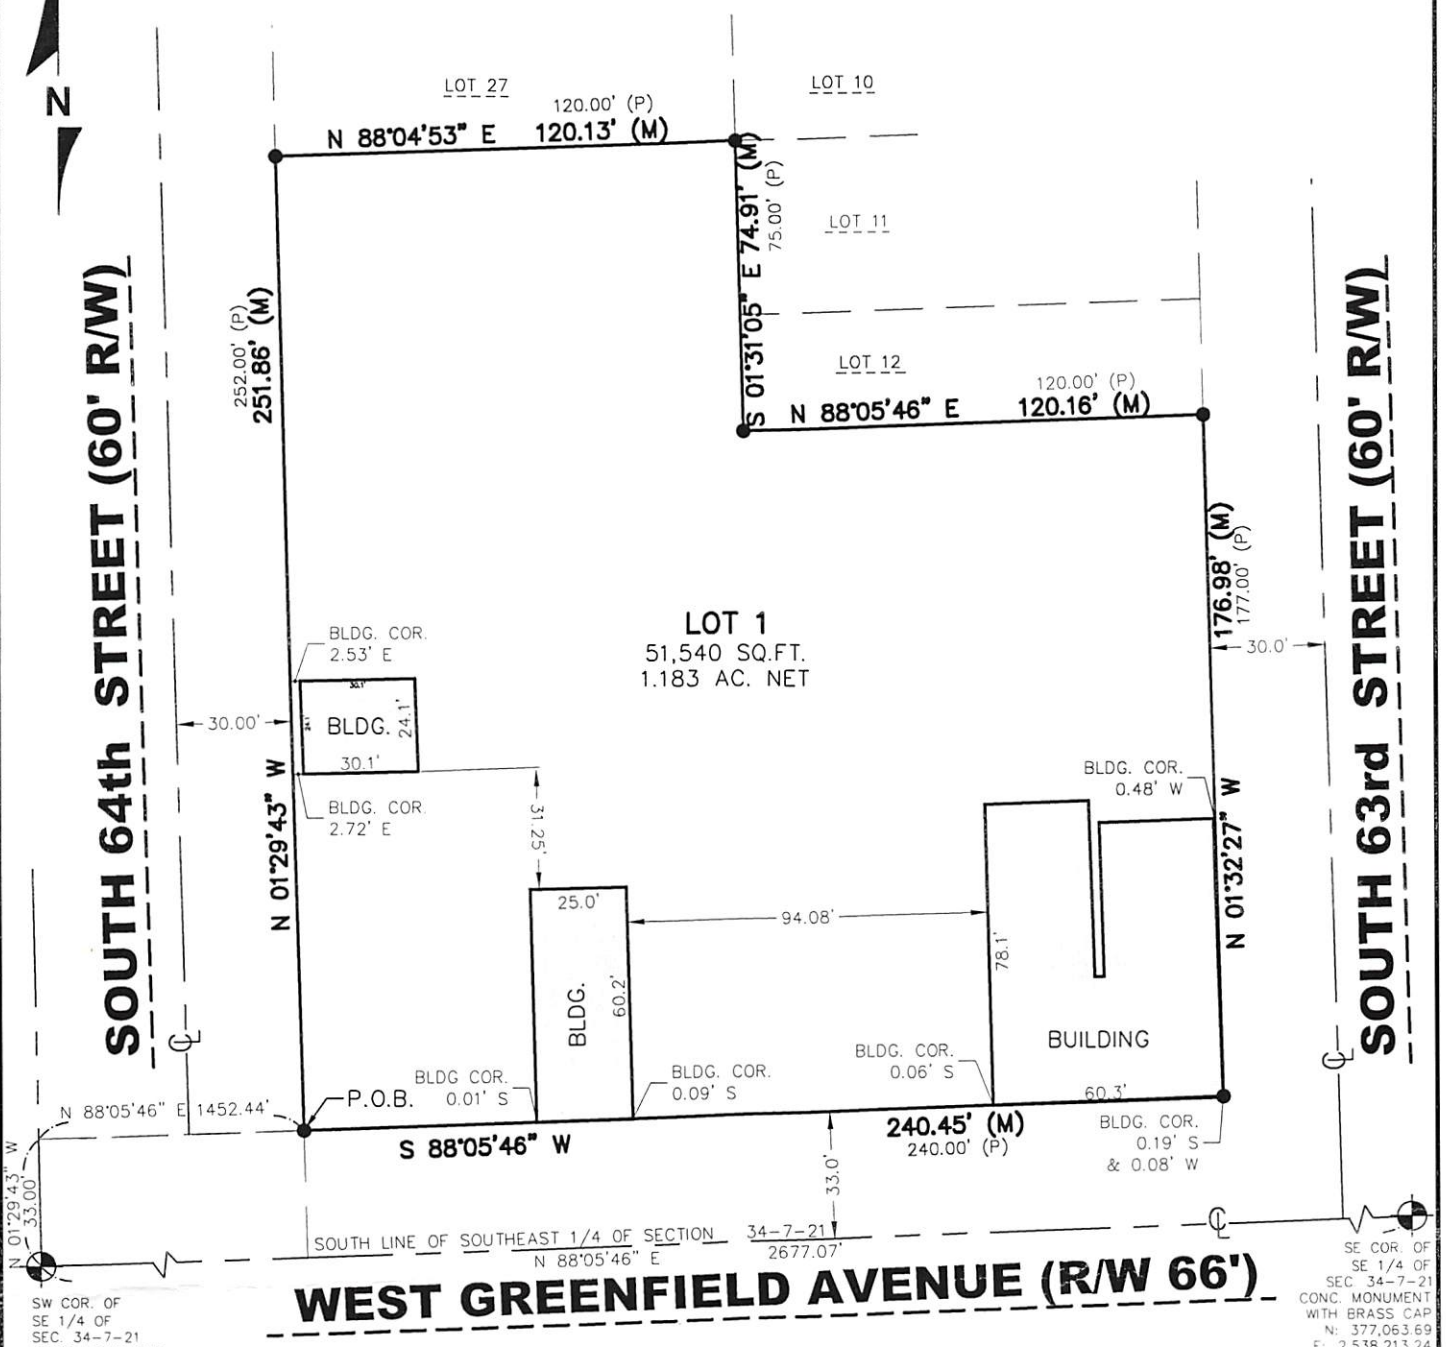 N
LOT 27
LOT 10
120.00' (P)
N 88°04'53" E 120.13' (M)
S 01°31'05" E 74.91' (M)
75.00' (P)
LOT 11
LOT 12
120.00' (P)
N 88°05'46" E 120.16' (M)
252.00' (P)
251.86' (M)
SOUTH 64th STREET (60' R/W)
SOUTH 63rd STREET (60' R/W)
176.98' (M)
177.00' (P)
30.0'
LOT 1
51,540 SQ.FT.
1.183 AC. NET
BLDG. COR.
2.53' E
30.1'
24.1'
BLDG.
24.1'
30.1'
30.00'
BLDG. COR.
2.72' E
N 01°29'43" W
31.25'
BLDG. COR.
0.48' W
N 01°32'27" W
25.0'
94.08'
78.1'
BLDG.
60.2'
BUILDING
60.3'
BLDG COR.
0.01' S
BLDG. COR.
0.09' S
BLDG. COR.
0.06' S
BLDG. COR.
0.19' S
& 0.08' W
P.O.B.
N 88°05'46" E 1452.44'
S 88°05'46" W
240.45' (M)
240.00' (P)
N 01°29'43" W
33.00'
33.0'
SOUTH LINE OF SOUTHEAST 1/4 OF SECTION 34-7-21
N 88°05'46" E 2677.07'
WEST GREENFIELD AVENUE (R/W 66')
SW COR. OF
SE 1/4 OF
SEC. 34-7-21
SE COR. OF
SE 1/4 OF
SEC 34-7-21
CONC. MONUMENT
WITH BRASS CAP
N: 377,063.69
E: 2,538,213.24